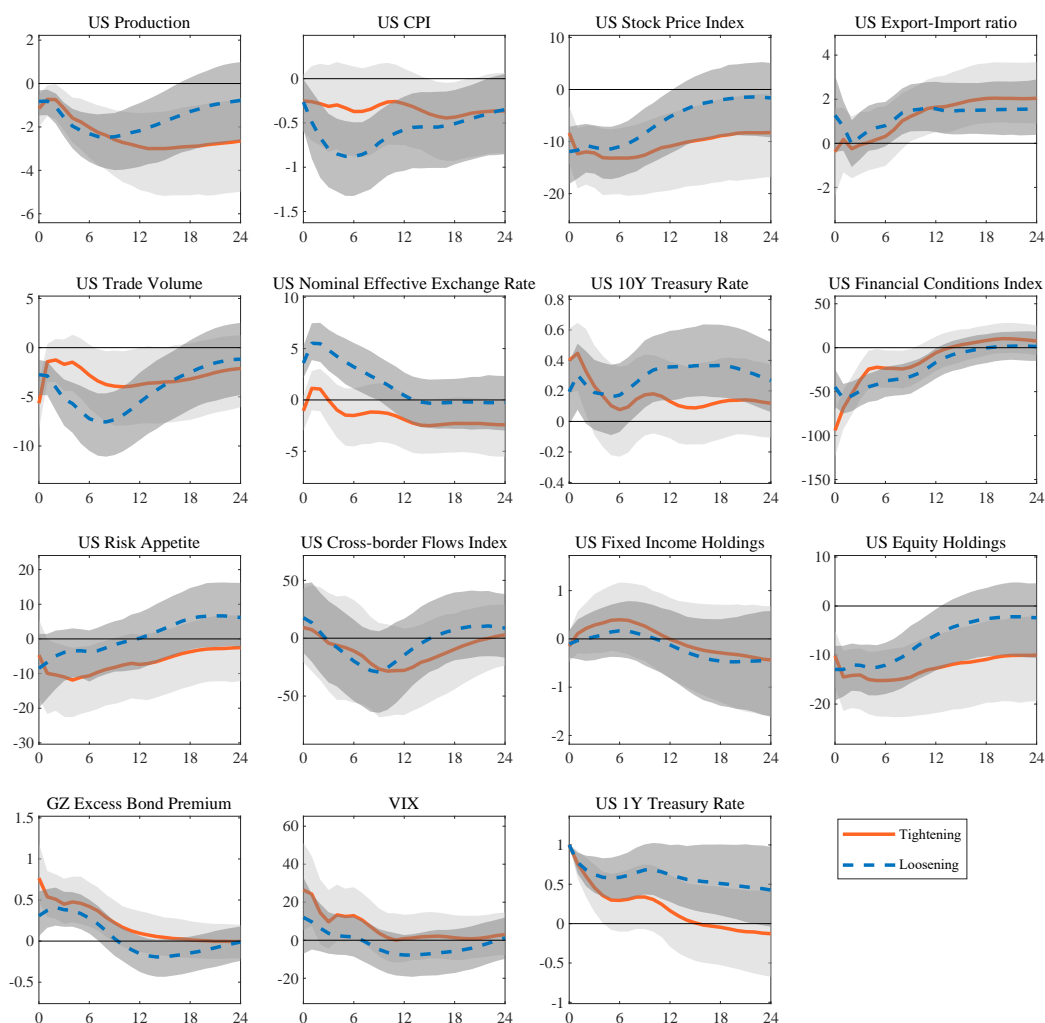 US Production
US CPI
US Stock Price Index
US Export-Import ratio
2
0
-2
-4
-6
0 6 12 18 24
0
-0.5
-1
-1.5
0 6 12 18 24
10
0
-10
-20
0 6 12 18 24
4
2
0
-2
0 6 12 18 24
US Trade Volume
US Nominal Effective Exchange Rate
US 10Y Treasury Rate
US Financial Conditions Index
5
0
-5
-10
0 6 12 18 24
10
5
0
-5
0 6 12 18 24
0.8
0.6
0.4
0.2
0
-0.2
-0.4
0 6 12 18 24
50
0
-50
-100
-150
0 6 12 18 24
US Risk Appetite
US Cross-border Flows Index
US Fixed Income Holdings
US Equity Holdings
20
10
0
-10
-20
-30
0 6 12 18 24
50
0
-50
0 6 12 18 24
1
0
-1
-2
0 6 12 18 24
10
0
-10
-20
0 6 12 18 24
GZ Excess Bond Premium
VIX
US 1Y Treasury Rate
1.5
1
0.5
0
-0.5
0 6 12 18 24
60
40
20
0
-20
0 6 12 18 24
1
0.5
0
-0.5
-1
0 6 12 18 24
Tightening
Loosening